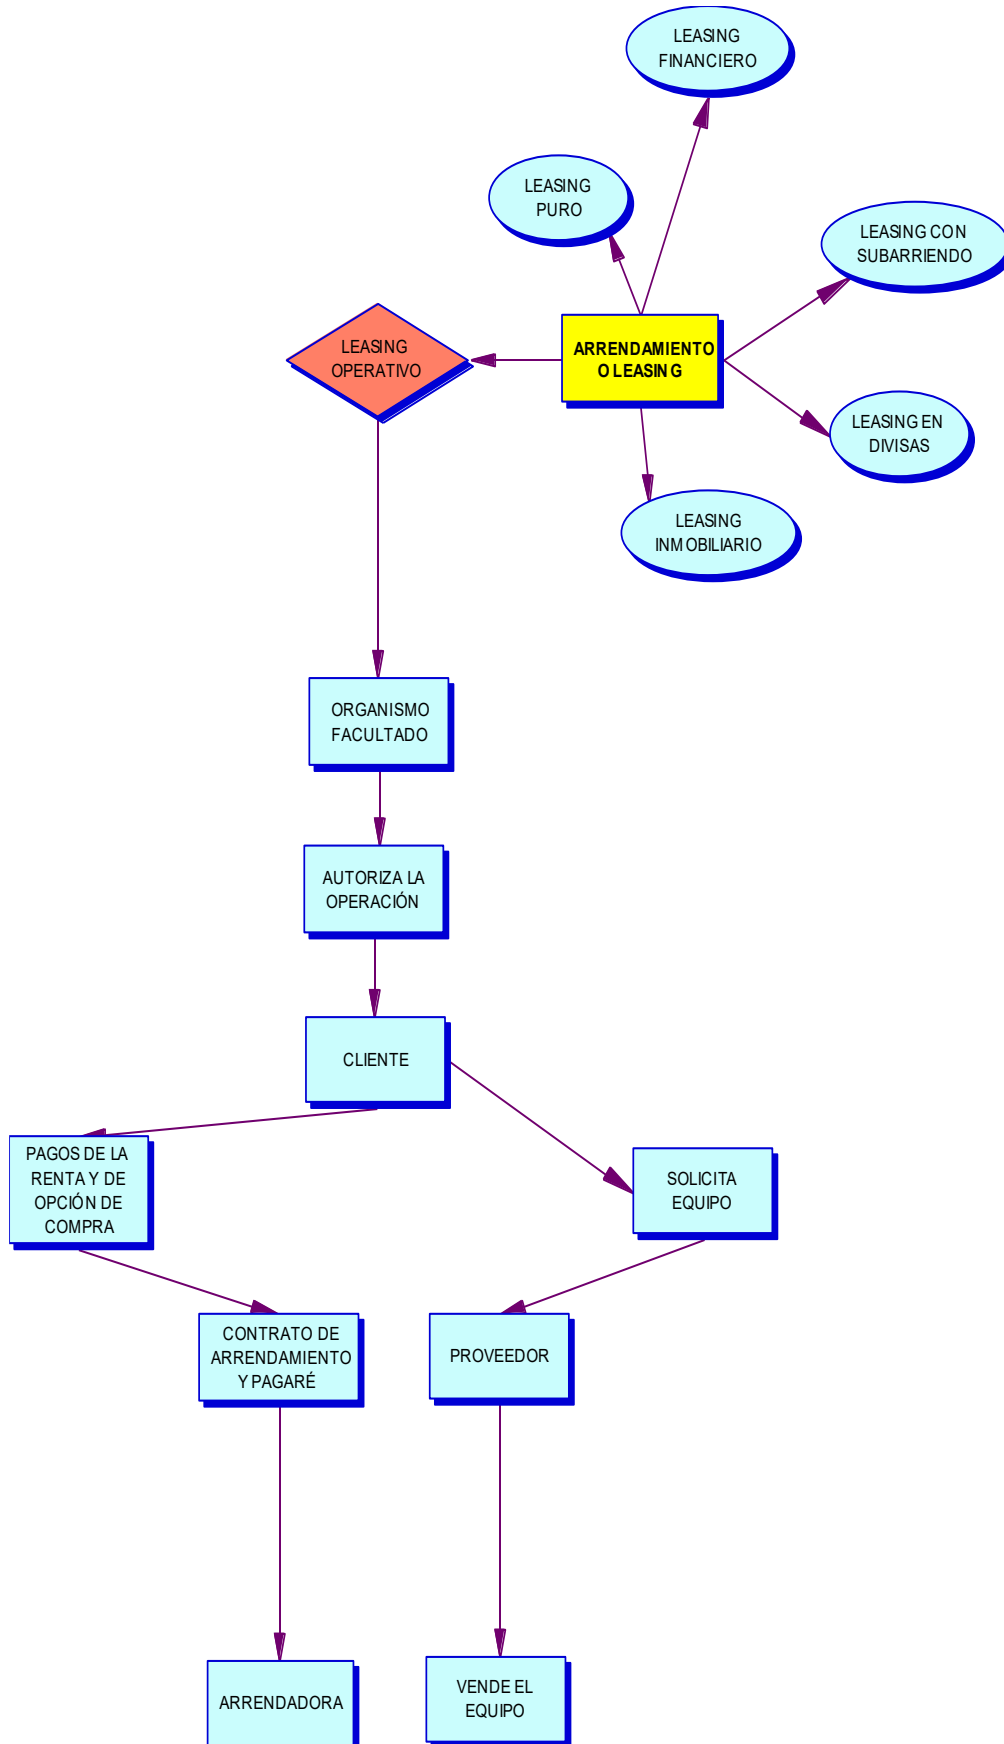 LEASING
FINANCIERO
LEASING
PURO
LEASING CON
SUBARRIENDO
LEASING
OPERATIVO
ARRENDAMIENTO
O LEASING
LEASING EN
DIVISAS
LEASING
INMOBILIARIO
ORGANISMO
FACULTADO
AUTORIZA LA
OPERACIÓN
CLIENTE
PAGOS DE LA
RENTA Y DE
OPCIÓN DE
COMPRA
SOLICITA
EQUIPO
CONTRATO DE
ARRENDAMIENTO
Y PAGARÉ
PROVEEDOR
ARRENDADORA
VENDE EL
EQUIPO